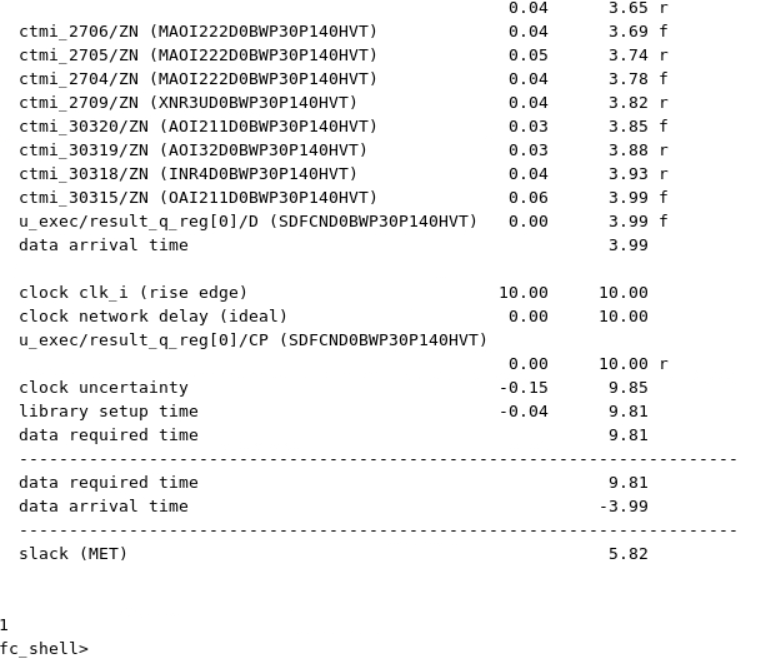 0.04 3.65 r
ctmi_2706/ZN (MAOI222D0BWP30P140HVT) 0.04 3.69 f
ctmi_2705/ZN (MAOI222D0BWP30P140HVT) 0.05 3.74 r
ctmi_2704/ZN (MAOI222D0BWP30P140HVT) 0.04 3.78 f
ctmi_2709/ZN (XNR3UD0BWP30P140HVT) 0.04 3.82 r
ctmi_30320/ZN (AOI211D0BWP30P140HVT) 0.03 3.85 f
ctmi_30319/ZN (AOI32D0BWP30P140HVT) 0.03 3.88 r
ctmi_30318/ZN (INR4D0BWP30P140HVT) 0.04 3.93 r
ctmi_30315/ZN (OAI211D0BWP30P140HVT) 0.06 3.99 f
u_exec/result_q_reg[0]/D (SDFCND0BWP30P140HVT) 0.00 3.99 f
data arrival time 3.99
clock clk_i (rise edge) 10.00 10.00
clock network delay (ideal) 0.00 10.00
u_exec/result_q_reg[0]/CP (SDFCND0BWP30P140HVT)
0.00 10.00 r
clock uncertainty -0.15 9.85
library setup time -0.04 9.81
data required time 9.81
------------------------------------------------------------------------
data required time 9.81
data arrival time -3.99
------------------------------------------------------------------------
slack (MET) 5.82
1
fc_shell>